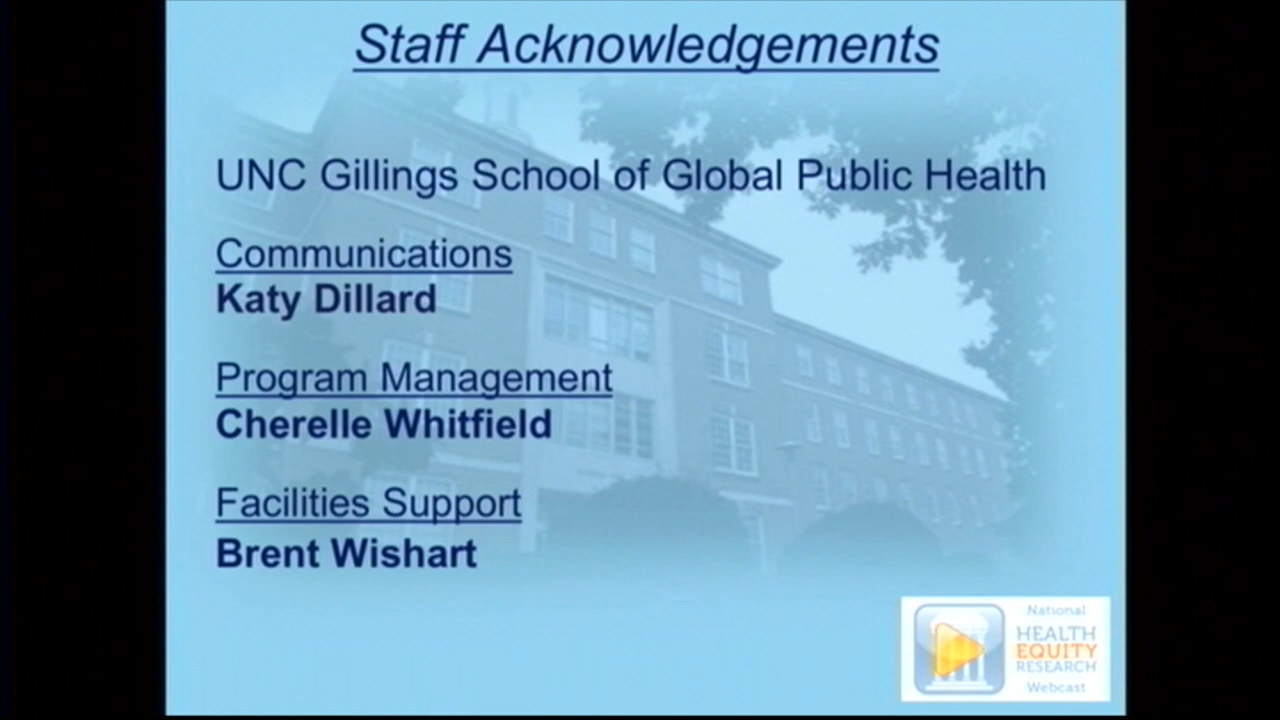 Staff Acknowledgements
UNC Gillings School of Global Public Health
Communications
Katy Dillard
Program Management
Cherelle Whitfield
Facilities Support
Brent Wishart
National
HEALTH
EQUITY
RESEARCH
Webcast